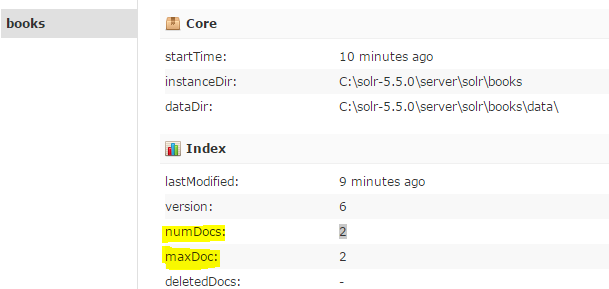 books
Core
startTime: 10 minutes ago
instanceDir: C:\solr-5.5.0\server\solr\books
dataDir: C:\solr-5.5.0\server\solr\books\data\
Index
lastModified: 9 minutes ago
version: 6
numDocs: 2
maxDoc: 2
deletedDocs: -